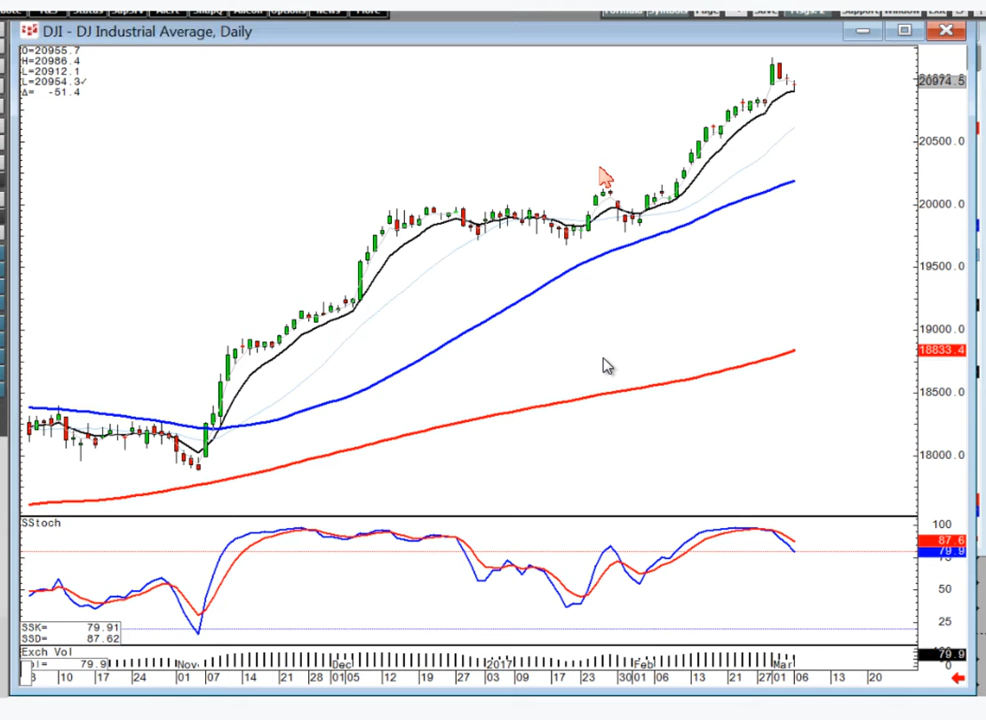 DJI - DJ Industrial Average, Daily
O=20955.7
H=20986.4
L=20912.1
L=20954.3✓
Δ= -51.4
20974.5
20500.0
20000.0
19500.0
19000.0
18833.4
18500.0
18000.0
SStoch
100
87.6
79.9
50
25
SSK= 79.91
SSD= 87.62
Exch Vol
79.9
79.9
Nov Dec 2017 Feb Mar
10 17 24 01 07 14 21 28 01 05 12 19 27 03 09 17 23 30 01 06 13 21 27 01 06 13 20